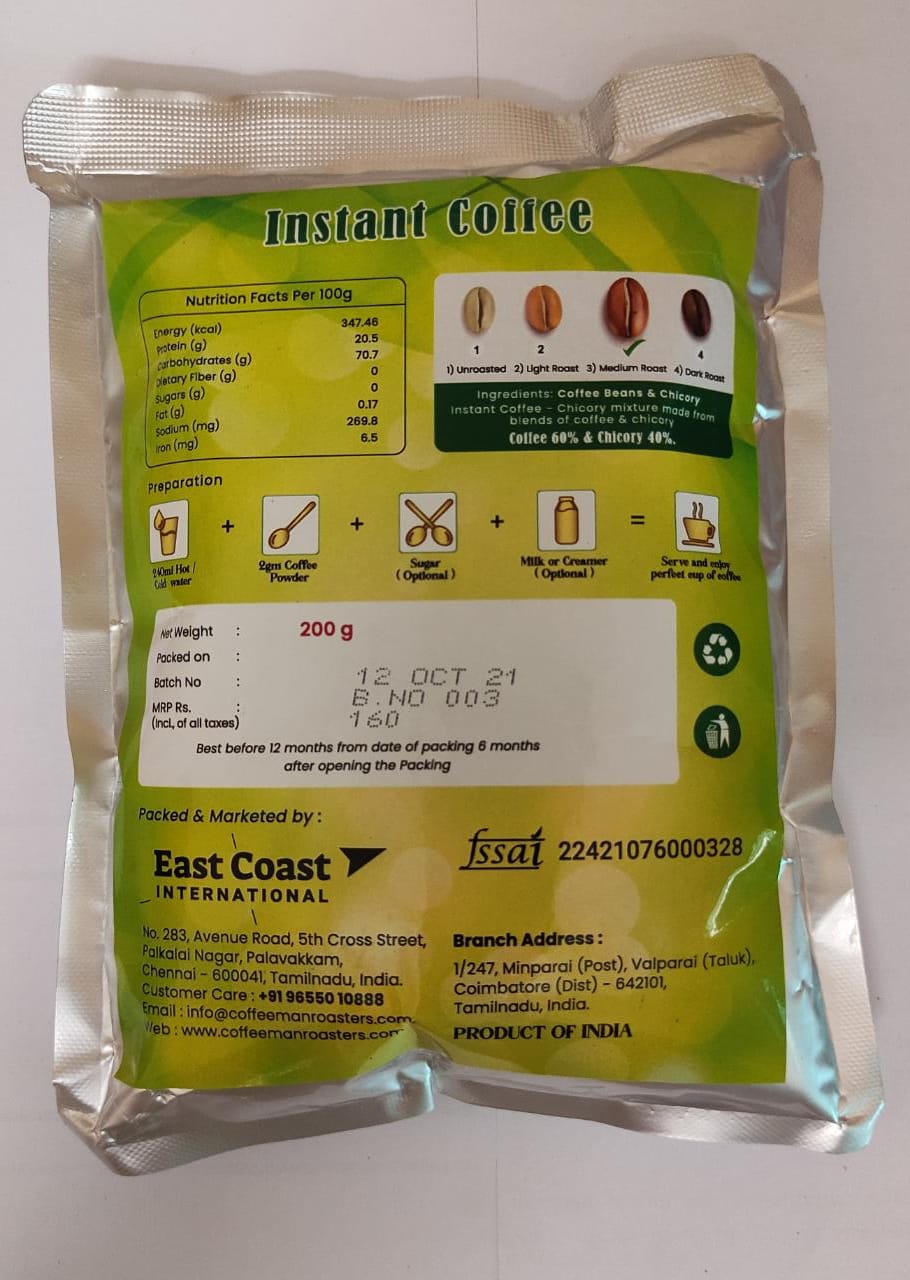 Instant Coffee
Nutrition Facts Per 100g
Energy (kcal) 347.46
Protein (g) 20.5
Carbohydrates (g) 70.7
Dietary Fiber (g) 0
Sugars (g) 0
Fat (g) 0.17
Sodium (mg) 269.8
Iron (mg) 6.5
1 2 4
1) Unroasted 2) Light Roast 3) Medium Roast 4) Dark Roast
Ingredients: Coffee Beans & Chicory
Instant Coffee - Chicory mixture made from
blends of coffee & chicory
Coffee 60% & Chicory 40%.
Preparation
+ + + =
240ml Hot /
Cold water
2gm Coffee
Powder
Sugar
( Optional )
Milk or Creamer
( Optional )
Serve and enjoy
perfect cup of coffee
Net Weight : 200 g
Packed on : 12 OCT 21
Batch No : B.NO 003
MRP Rs. : 160
(Incl, of all taxes)
Best before 12 months from date of packing 6 months
after opening the Packing
Packed & Marketed by :
East Coast
INTERNATIONAL
fssai 22421076000328
No. 283, Avenue Road, 5th Cross Street,
Palkalai Nagar, Palavakkam,
Chennai - 600041, Tamilnadu, India.
Customer Care : +91 96550 10888
Email : info@coffeemanroasters.com,
Web : www.coffeemanroasters.com
Branch Address :
1/247, Minparai (Post), Valparai (Taluk),
Coimbatore (Dist) - 642101,
Tamilnadu, India.
PRODUCT OF INDIA